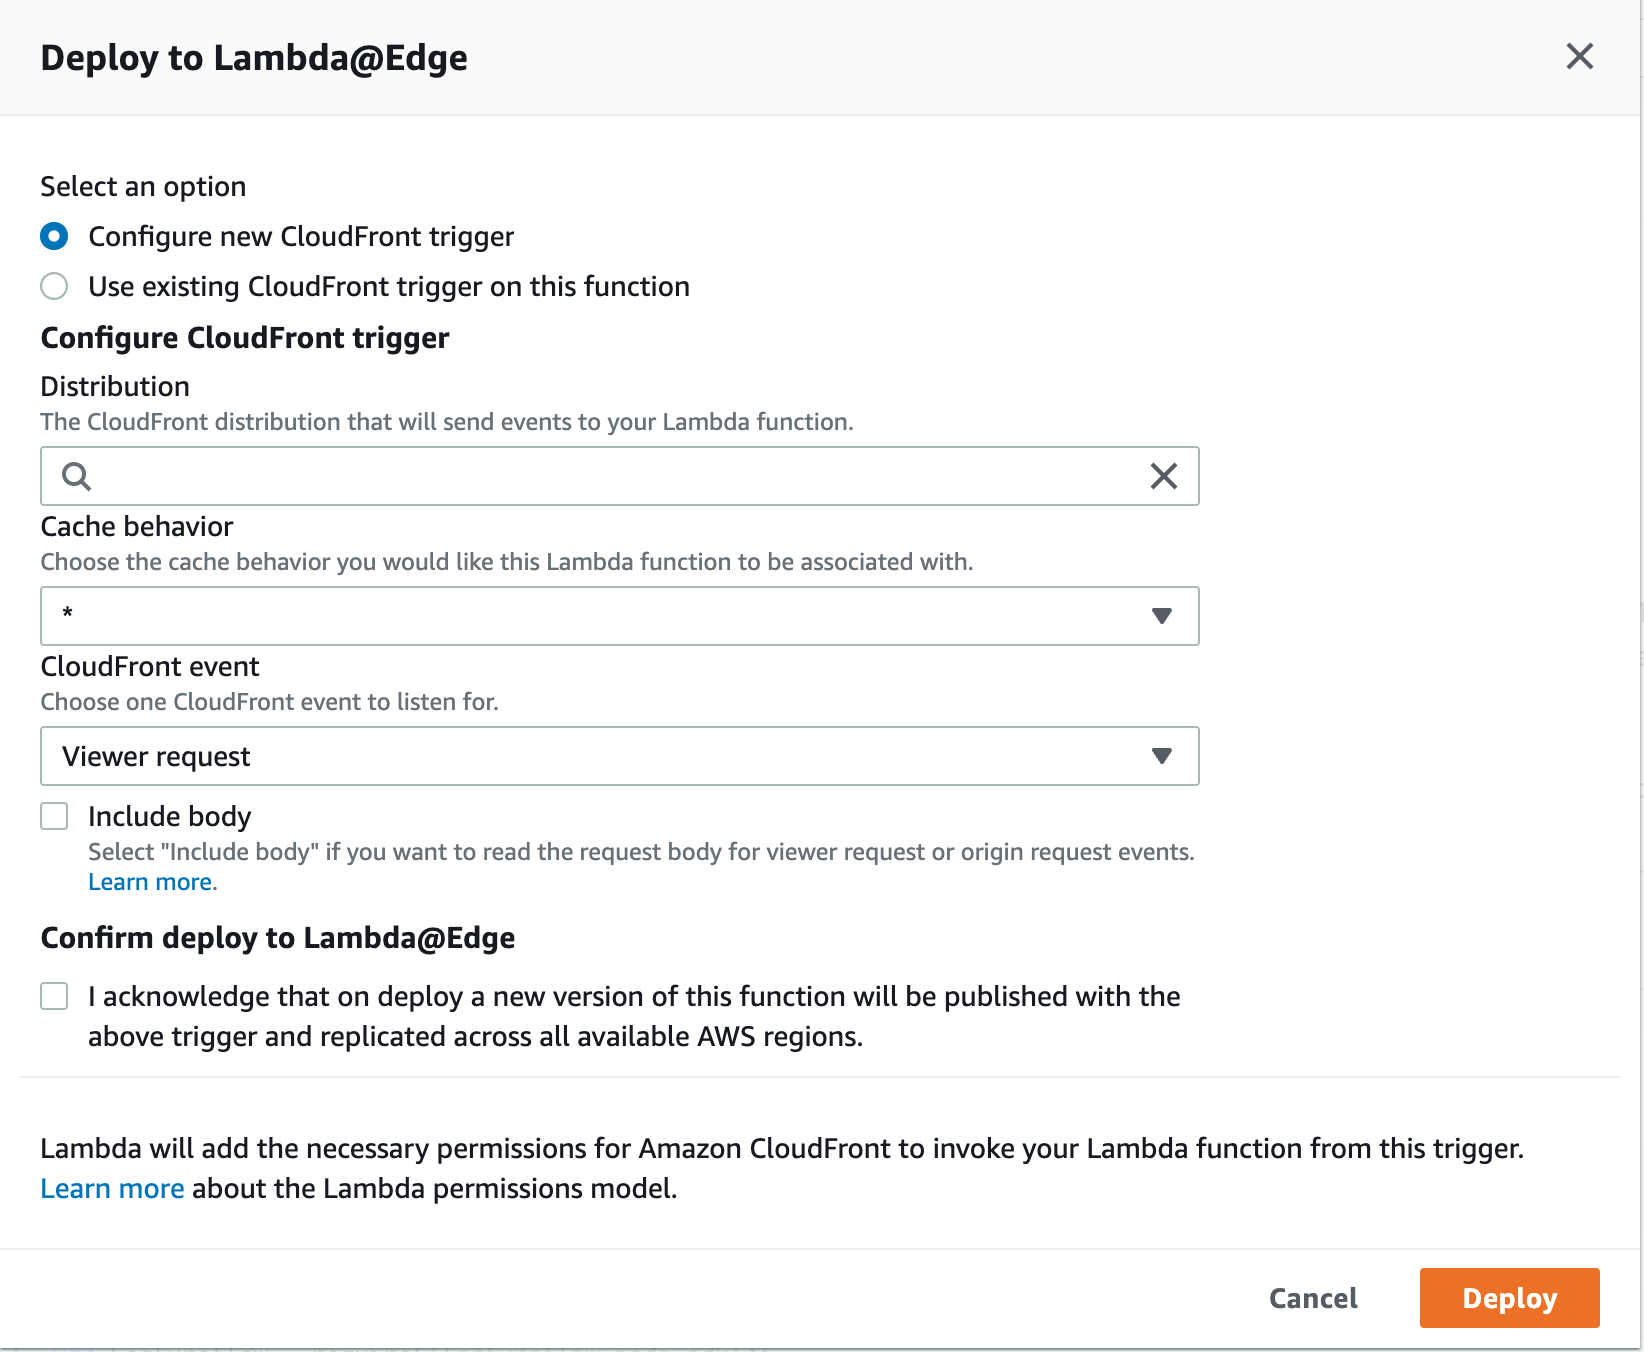 Deploy to Lambda@Edge
Select an option
Configure new CloudFront trigger
Use existing CloudFront trigger on this function
Configure CloudFront trigger
Distribution
The CloudFront distribution that will send events to your Lambda function.
Cache behavior
Choose the cache behavior you would like this Lambda function to be associated with.
*
CloudFront event
Choose one CloudFront event to listen for.
Viewer request
Include body
Select "Include body" if you want to read the request body for viewer request or origin request events.
Learn more.
Confirm deploy to Lambda@Edge
I acknowledge that on deploy a new version of this function will be published with the
above trigger and replicated across all available AWS regions.
Lambda will add the necessary permissions for Amazon CloudFront to invoke your Lambda function from this trigger.
Learn more about the Lambda permissions model.
Cancel
Deploy